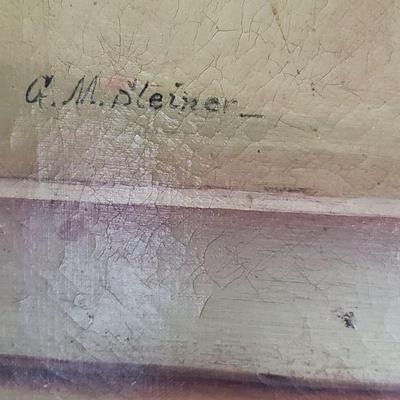 G. M. Steiner